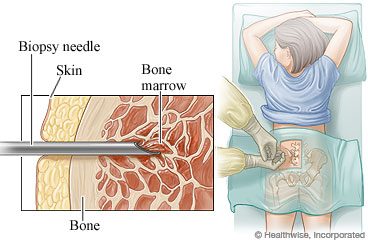 Biopsy needle
Skin
Bone
marrow
Bone
© Healthwise, Incorporated